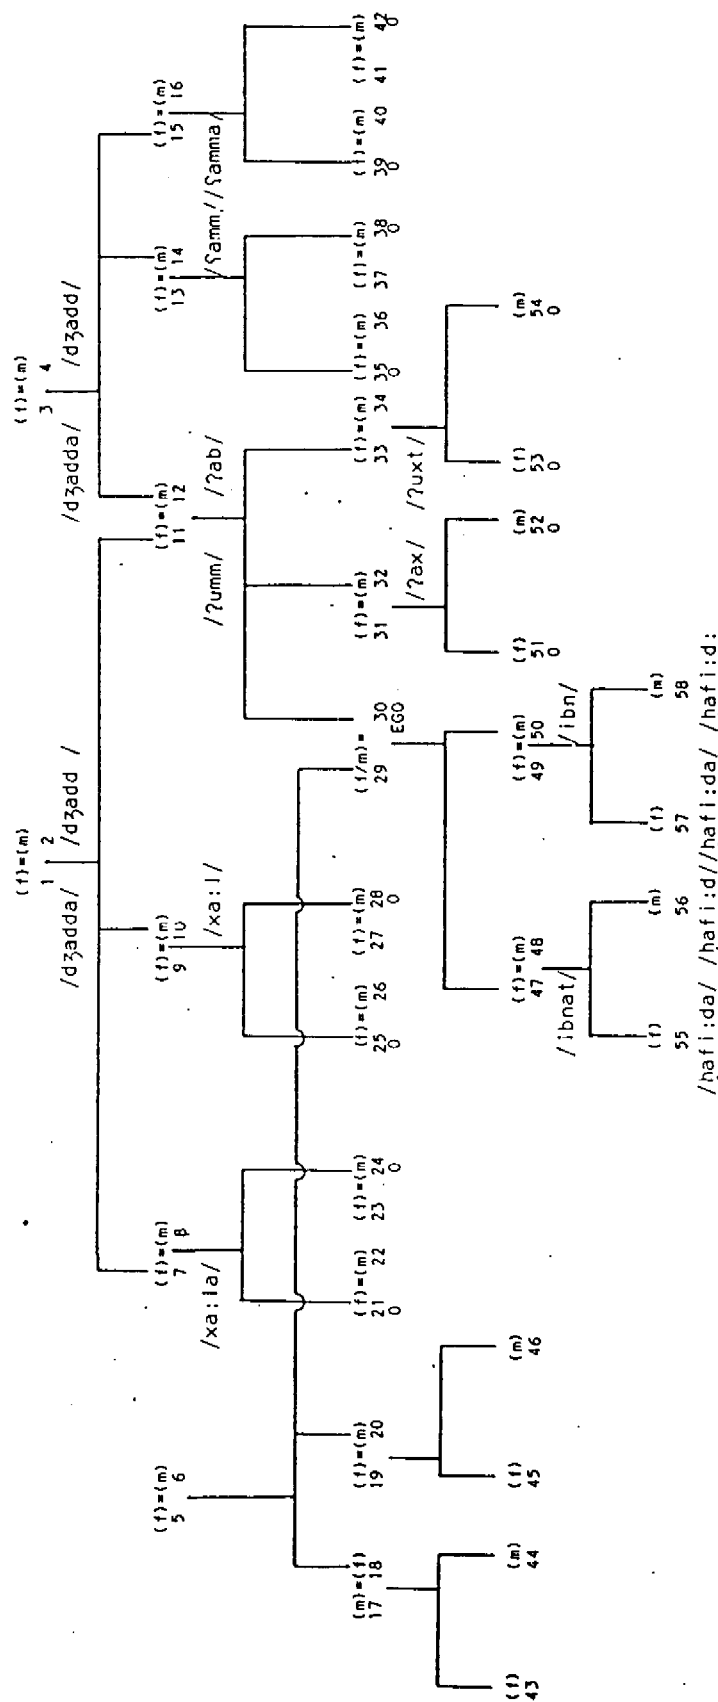 (f)=(m)
1 2
(f)=(m)
3 4
/dʒadda/ /dʒadd /
/dʒadda/ /dʒadd/
(f)=(m)
5 6
(f)=(m)
7 8
(f)=(m)
9 10
(f)=(m)
11 12
(f)=(m)
13 14
(f)=(m)
15 16
/xa:la/
/xa:l/
/ʔumm/ /ʔab/
/ʕamm/ /ʕamma/
(m)=(f)
17 18
(f)=(m)
19 20
(f)=(m)
21 22
0
(f)=(m)
23 24
0
(f)=(m)
25 26
0
(f)=(m)
27 28
0
(f/m)=
29 30
EGO
(f)=(m)
31 32
(f)=(m)
33 34
(f)=(m)
35 36
0
(f)=(m)
37 38
0
(f)=(m)
39 40
0
(f)=(m)
41 42
0
/ʔax/
/ʔuxt/
(f)
43
(m)
44
(f)
45
(m)
46
(f)=(m)
47 48
(f)=(m)
49 50
(f)
51
0
(m)
52
0
(f)
53
0
(m)
54
0
/ibnat/
/ibn/
(f)
55
(m)
56
(f)
57
(m)
58
/ħafi:da/ /ħafi:d//ħafi:da/ /ħafi:d: